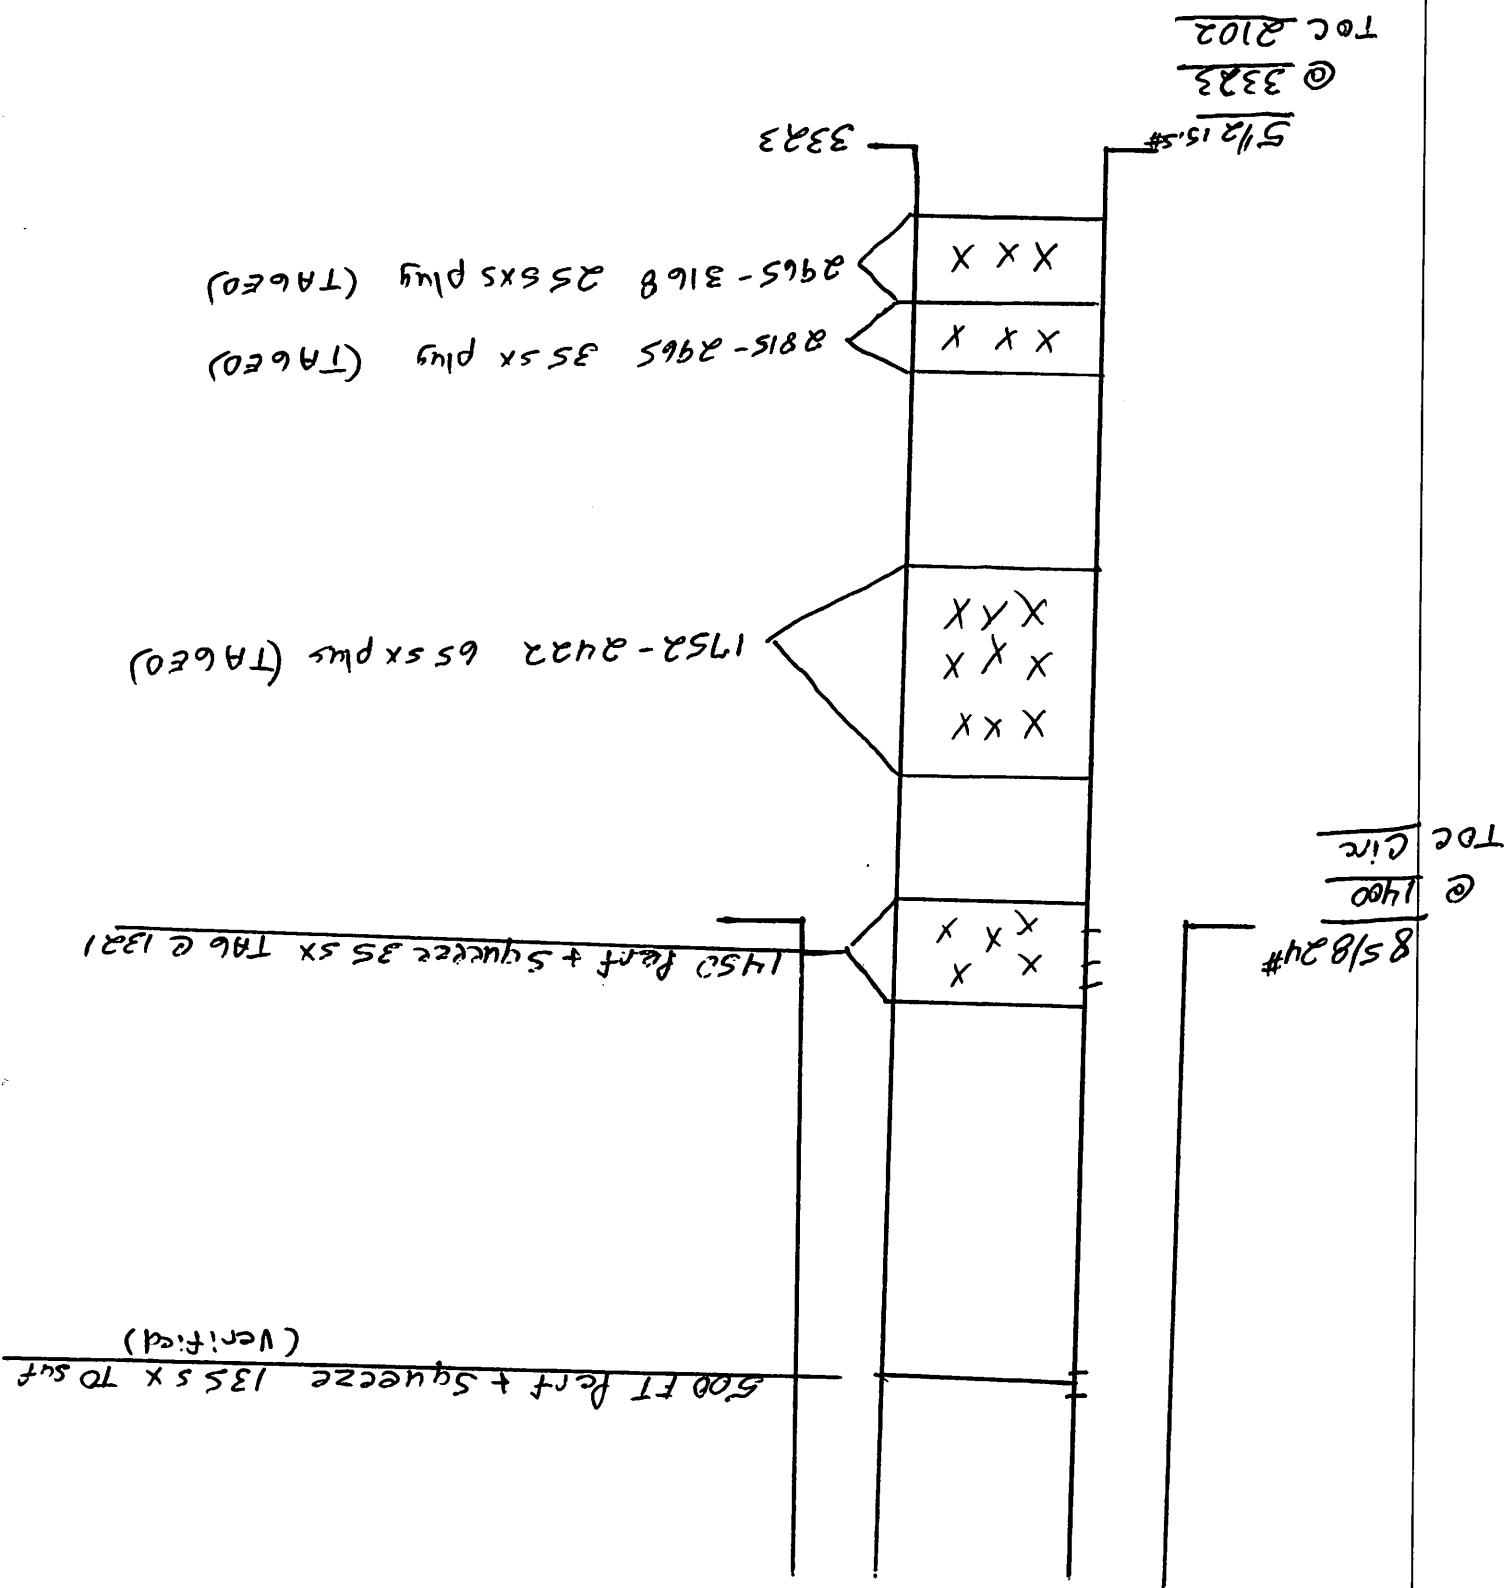 500 FT Perf + Squeeze 135 sx TO suf
(Verified)
8 5/8 24#
@ 1400
TOC Circ
1450 Perf + Squeeze 35 sx TAG @ 1321
X X
X X X
X X X
X X X
X X X
1752-2422 65 sx plug (TAGED)
X X X
2815-2965 35 sx plug (TAGED)
X X X
2965-3168 25 sxs plug (TAGED)
5 1/2 15.5#
@ 3323
TOC 2102
3323